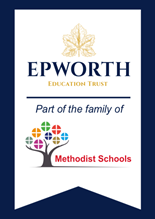 EPWORTH
EDUCATION TRUST
Part of the family of
Methodist Schools